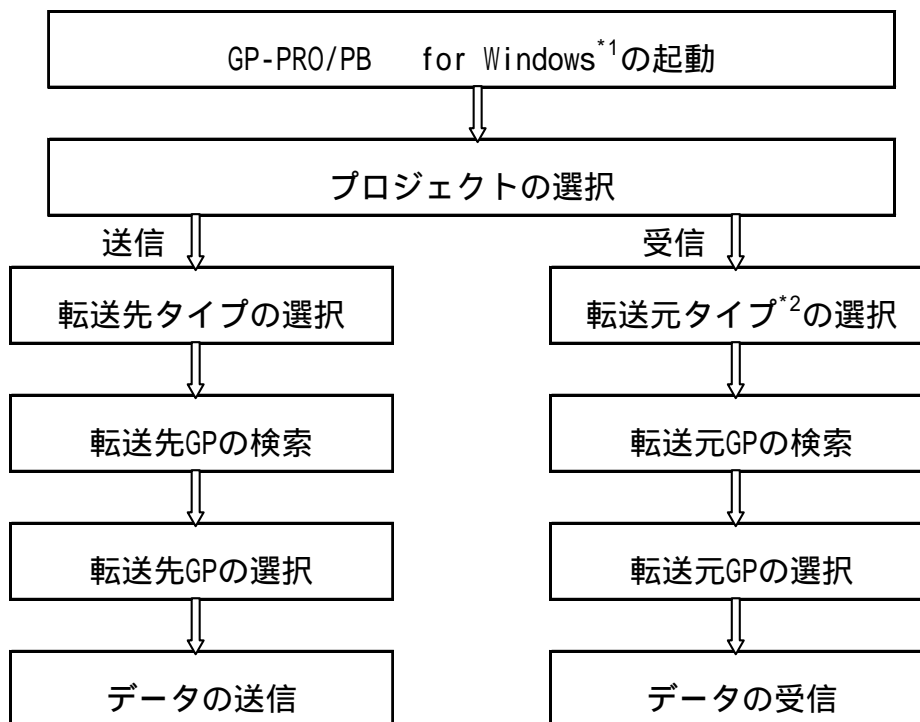 GP-PRO/PB for Windows*1の起動
プロジェクトの選択
送信
受信
転送先タイプの選択
転送元タイプ*2の選択
転送先GPの検索
転送元GPの検索
転送先GPの選択
転送元GPの選択
データの送信
データの受信